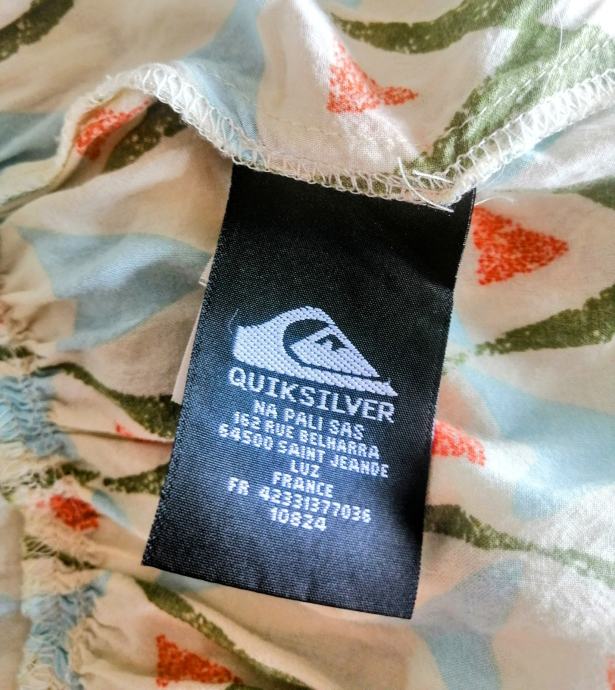 QUIKSILVER
NA PALI SAS
162 RUE BELHARRA
64500 SAINT JEANDE
LUZ
FRANCE
FR 42331377036
10824